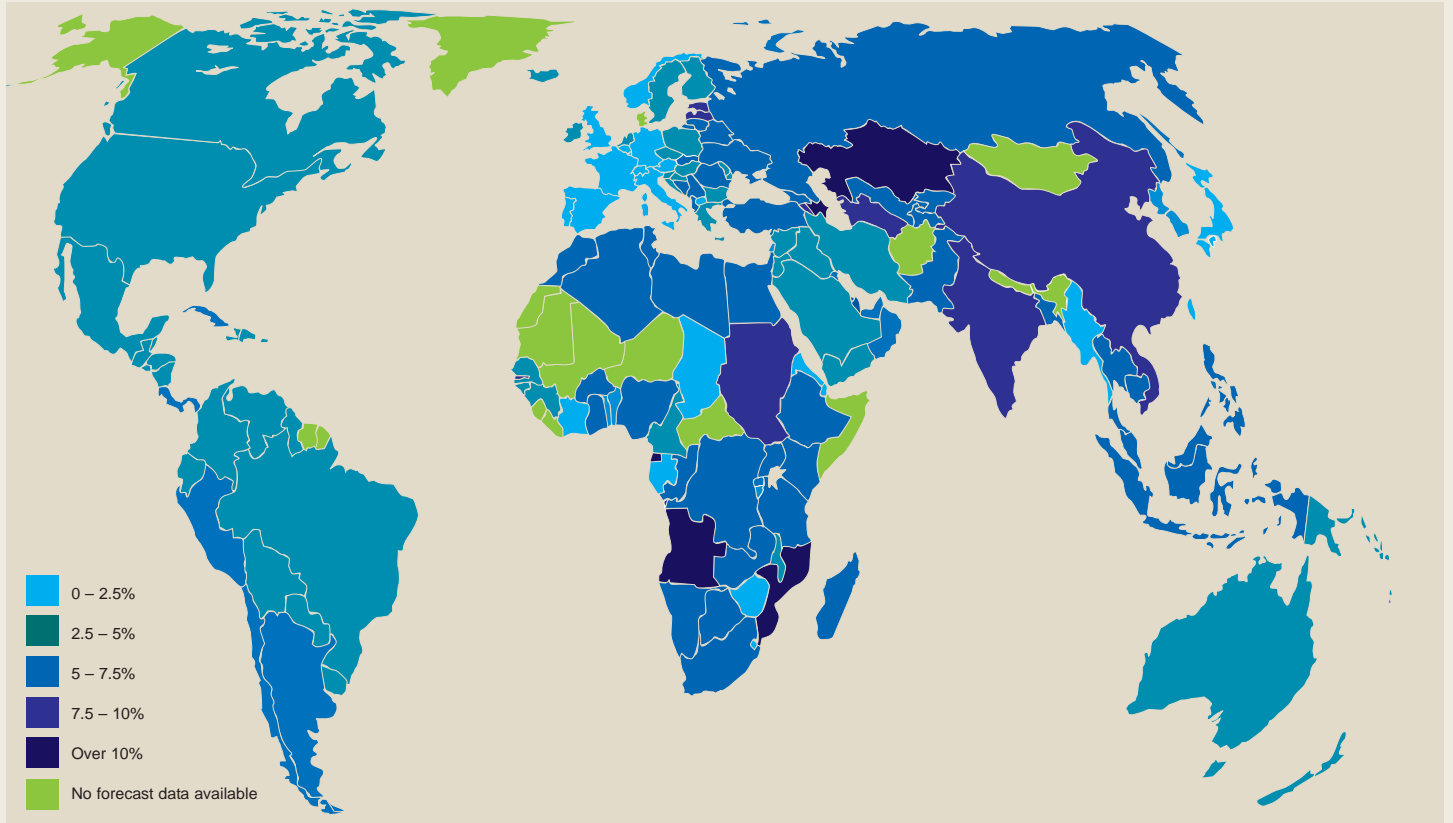 0 – 2.5%
2.5 – 5%
5 – 7.5%
7.5 – 10%
Over 10%
No forecast data available